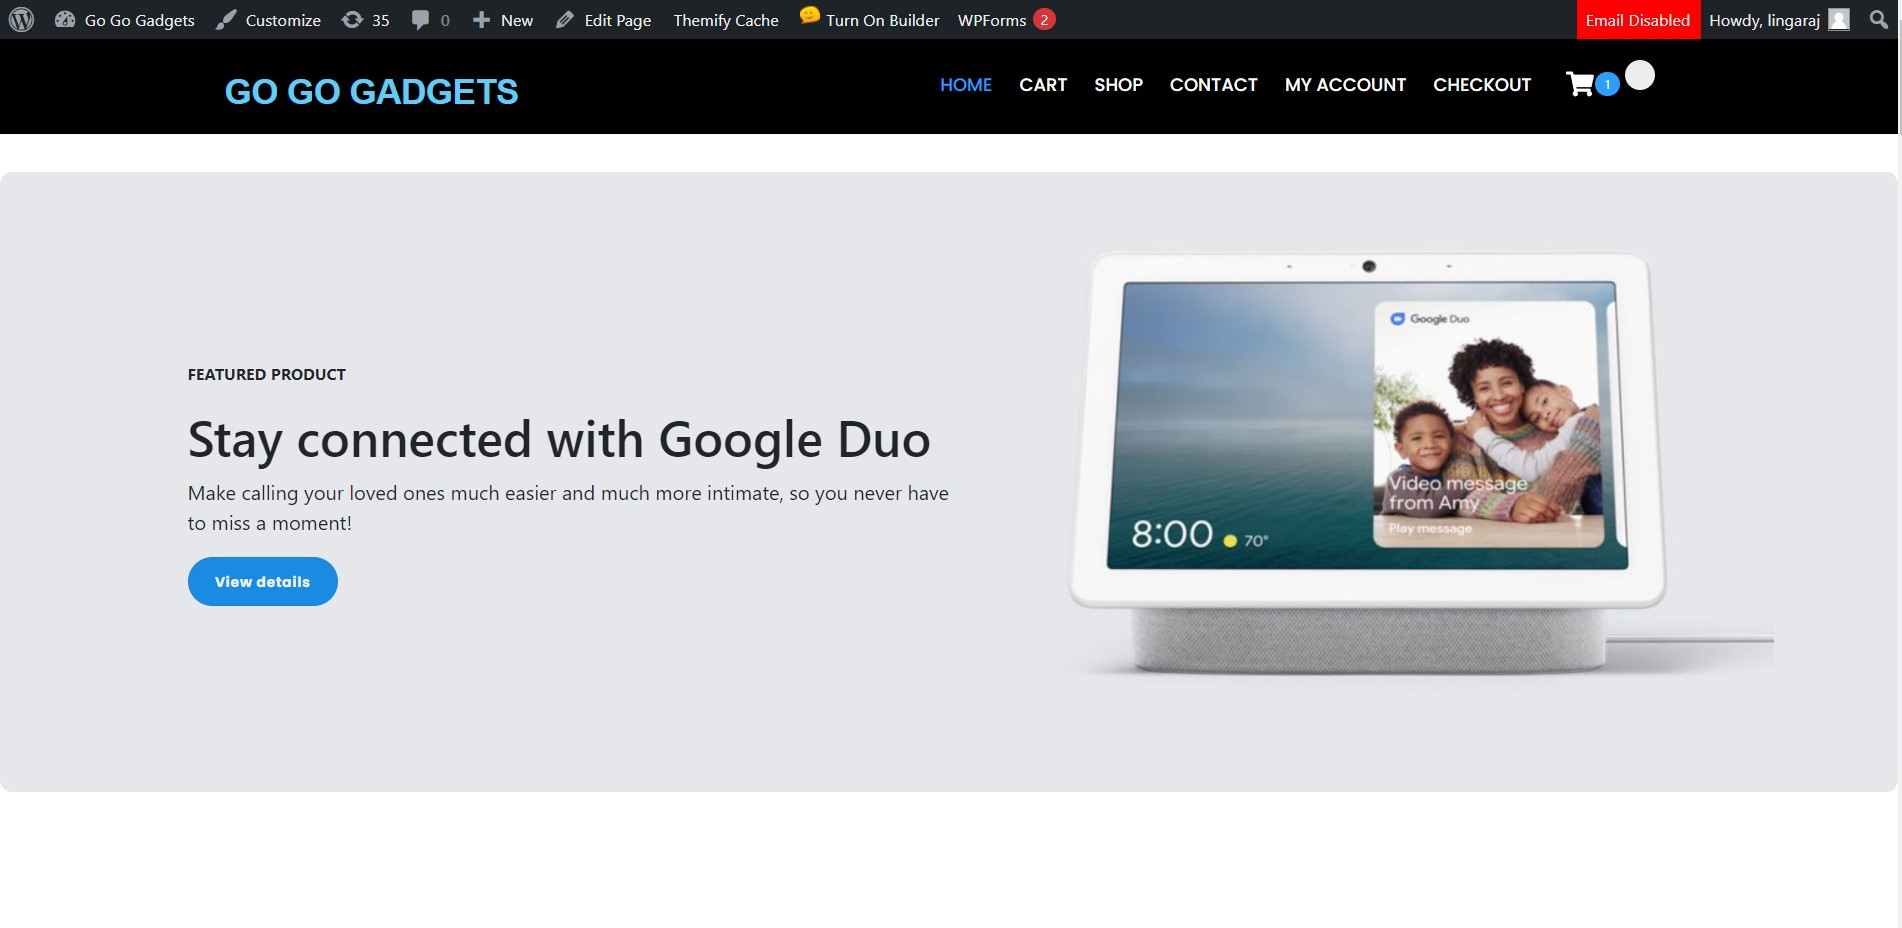 Go Go Gadgets Customize 35 0 New Edit Page Themify Cache Turn On Builder WPForms 2 Email Disabled Howdy, lingaraj
GO GO GADGETS HOME CART SHOP CONTACT MY ACCOUNT CHECKOUT 1
FEATURED PRODUCT
Stay connected with Google Duo
Make calling your loved ones much easier and much more intimate, so you never have
to miss a moment!
View details
Google Duo
Video message
from Amy
Play message
8:00 70°